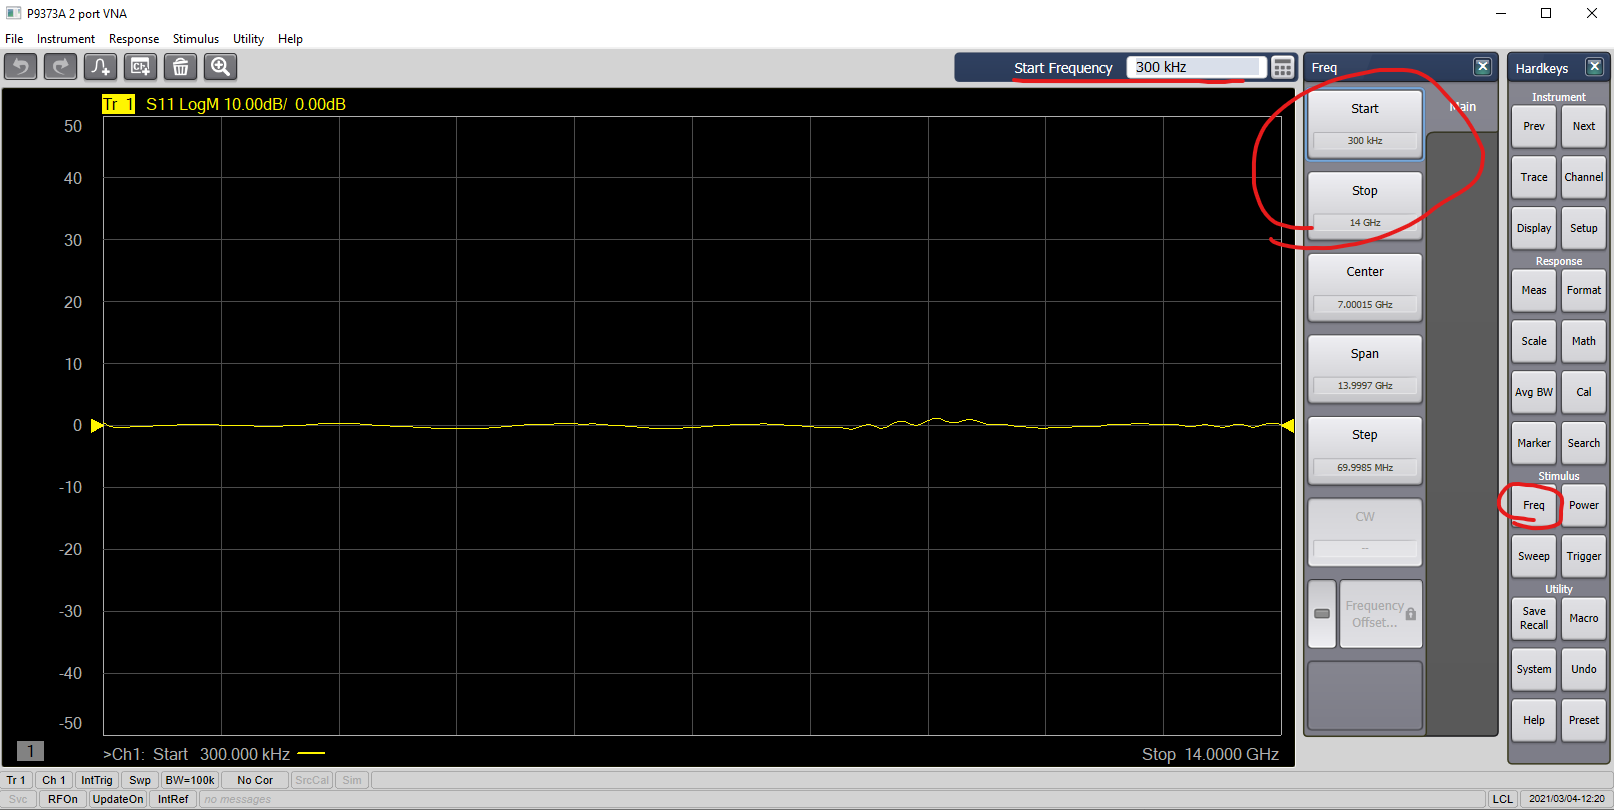 P9373A 2 port VNA
File Instrument Response Stimulus Utility Help
Start Frequency 300 kHz
Tr 1 S11 LogM 10.00dB/ 0.00dB
50
40
30
20
10
0
-10
-20
-30
-40
-50
1
>Ch1: Start 300.000 kHz
Stop 14.0000 GHz
Freq
Main
Start
300 kHz
Stop
14 GHz
Center
7.00015 GHz
Span
13.9997 GHz
Step
69.9985 MHz
CW
--
Frequency
Offset...
Hardkeys
Instrument
Prev Next
Trace Channel
Display Setup
Response
Meas Format
Scale Math
Avg BW Cal
Marker Search
Stimulus
Freq Power
Sweep Trigger
Utility
Save
Recall
Macro
System Undo
Help Preset
Tr 1 Ch 1 IntTrig Swp BW=100k No Cor SrcCal Sim
Svc RFOn UpdateOn IntRef no messages LCL 2021/03/04-12:20